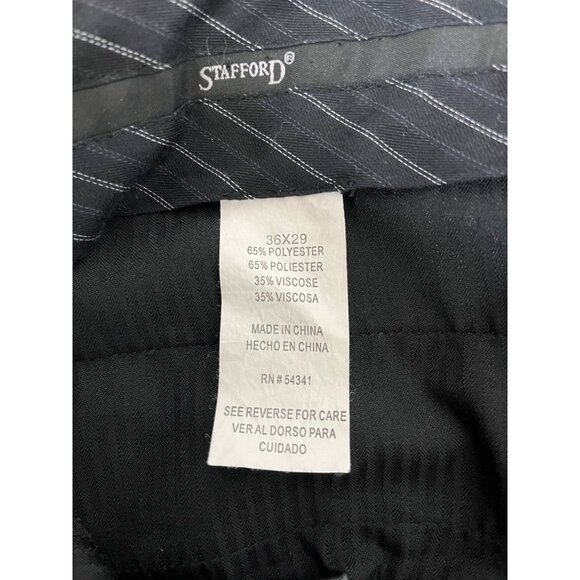 STAFFORD®
36X29
65% POLYESTER
65% POLIESTER
35% VISCOSE
35% VISCOSA
MADE IN CHINA
HECHO EN CHINA
RN # 54341
SEE REVERSE FOR CARE
VER AL DORSO PARA
CUIDADO